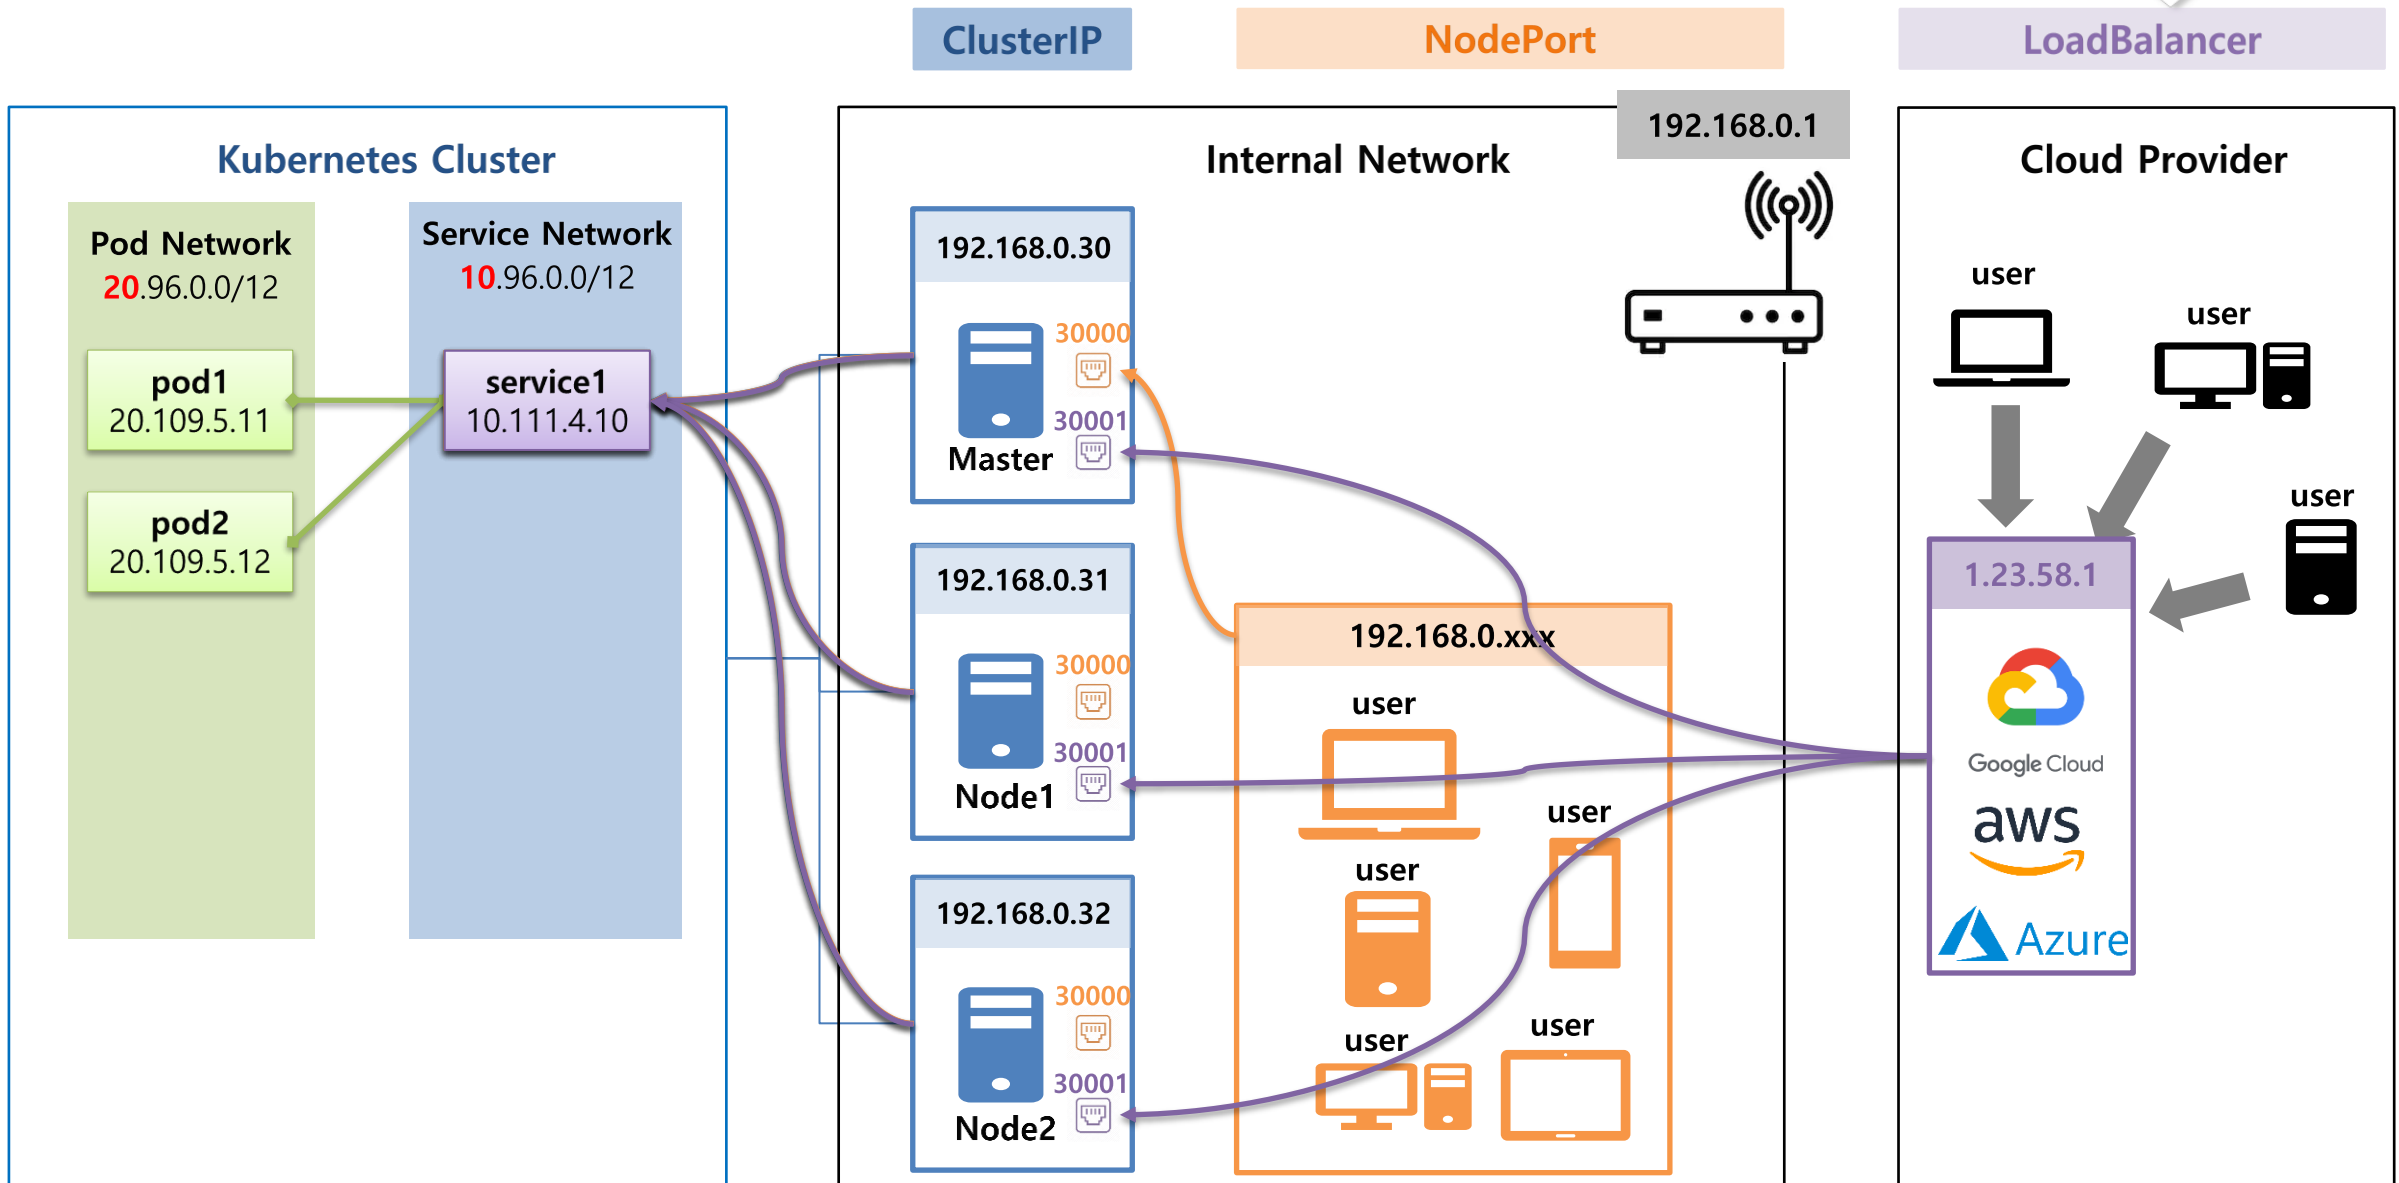 ClusterIP
NodePort
LoadBalancer
Kubernetes Cluster
Pod Network
20.96.0.0/12
pod1
20.109.5.11
pod2
20.109.5.12
Service Network
10.96.0.0/12
service1
10.111.4.10
Internal Network
192.168.0.1
192.168.0.30
30000
30001
Master
192.168.0.31
30000
30001
Node1
192.168.0.32
30000
30001
Node2
192.168.0.xxx
user
user
user
user
user
Cloud Provider
user
user
user
1.23.58.1
Google Cloud
aws
Azure